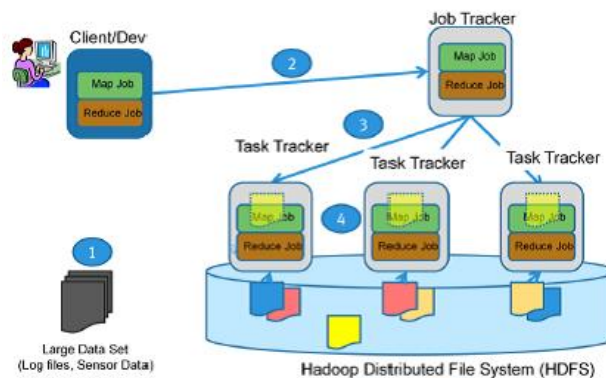 Job Tracker
Client/Dev
Map Job
Reduce Job
2
Map Job
Reduce Job
3
Task Tracker
Task Tracker
Task Tracker
Map Job
Reduce Job
4
Map Job
Reduce Job
Map Job
Reduce Job
1
Large Data Set
(Log files, Sensor Data)
Hadoop Distributed File System (HDFS)